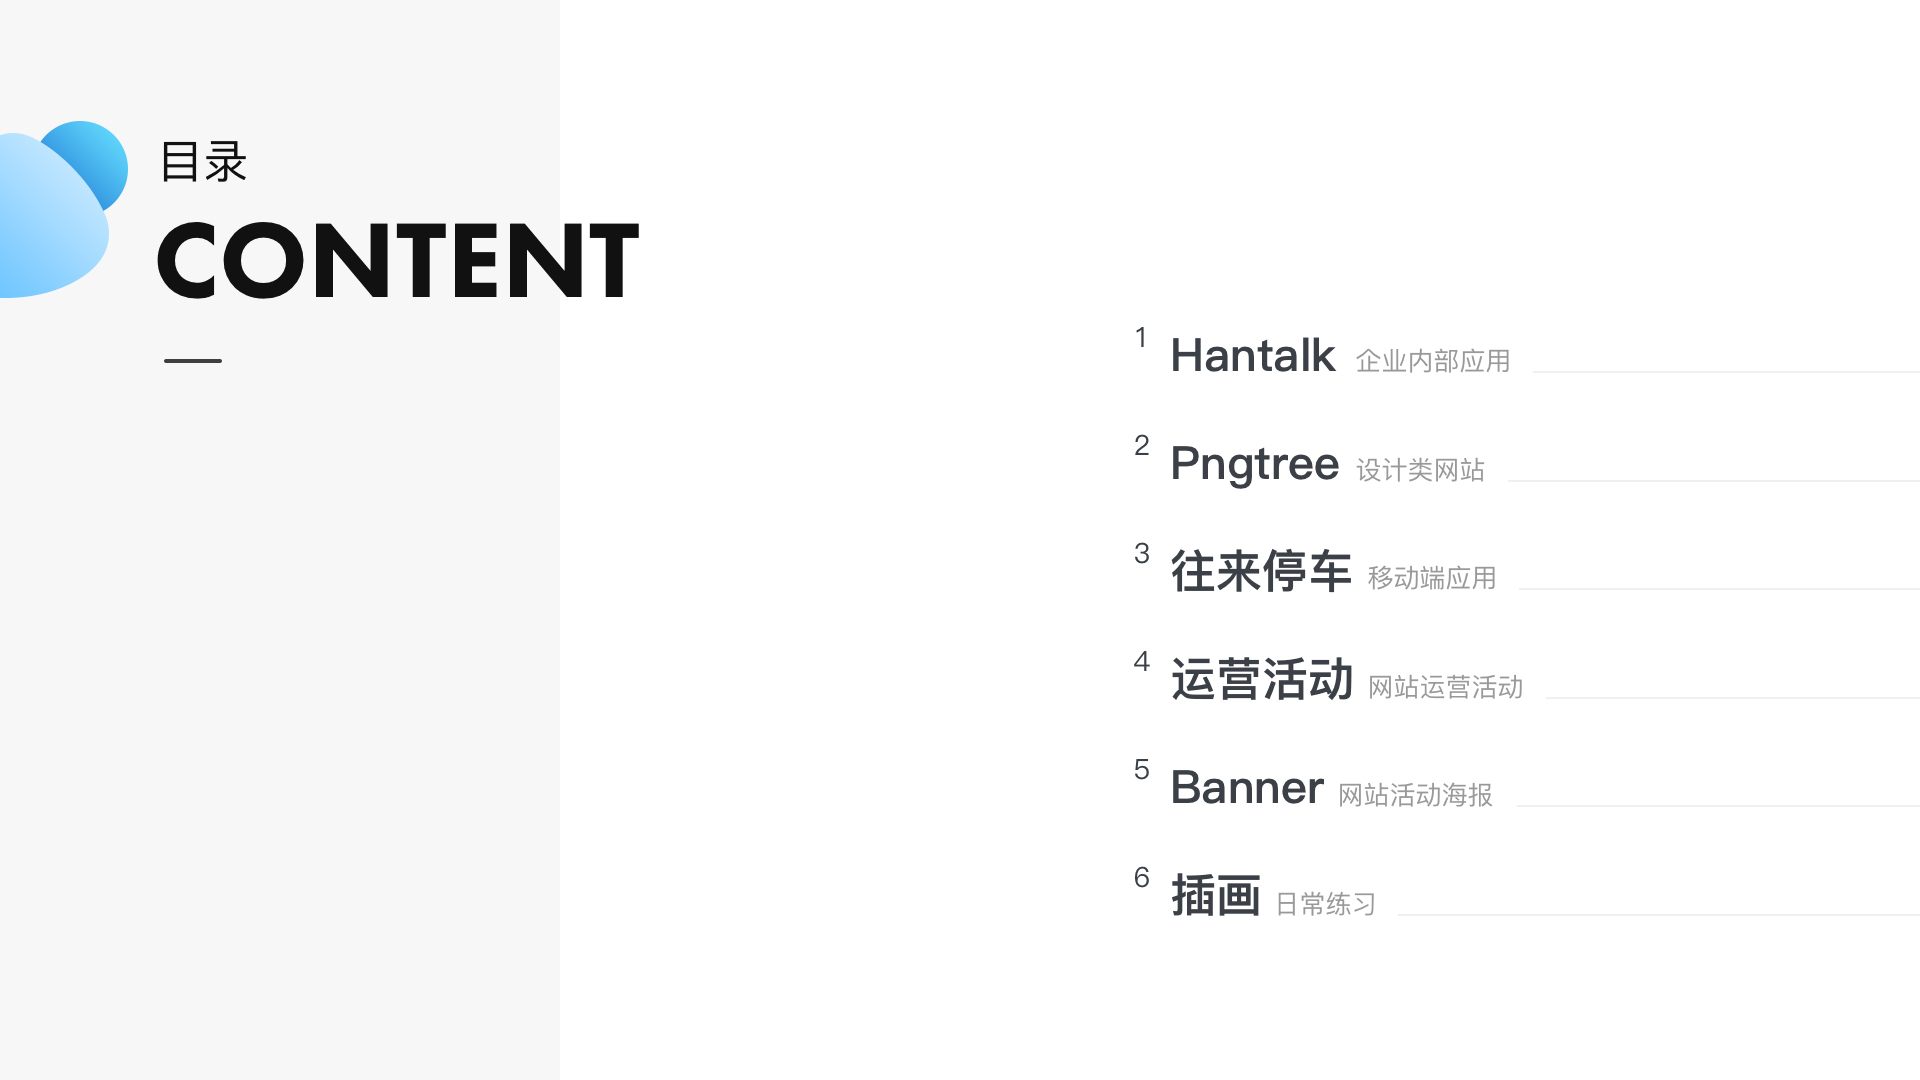 目录
CONTENT
1 Hantalk 企业内部应用
2 Pngtree 设计类网站
3 往来停车 移动端应用
4 运营活动 网站运营活动
5 Banner 网站活动海报
6 插画 日常练习